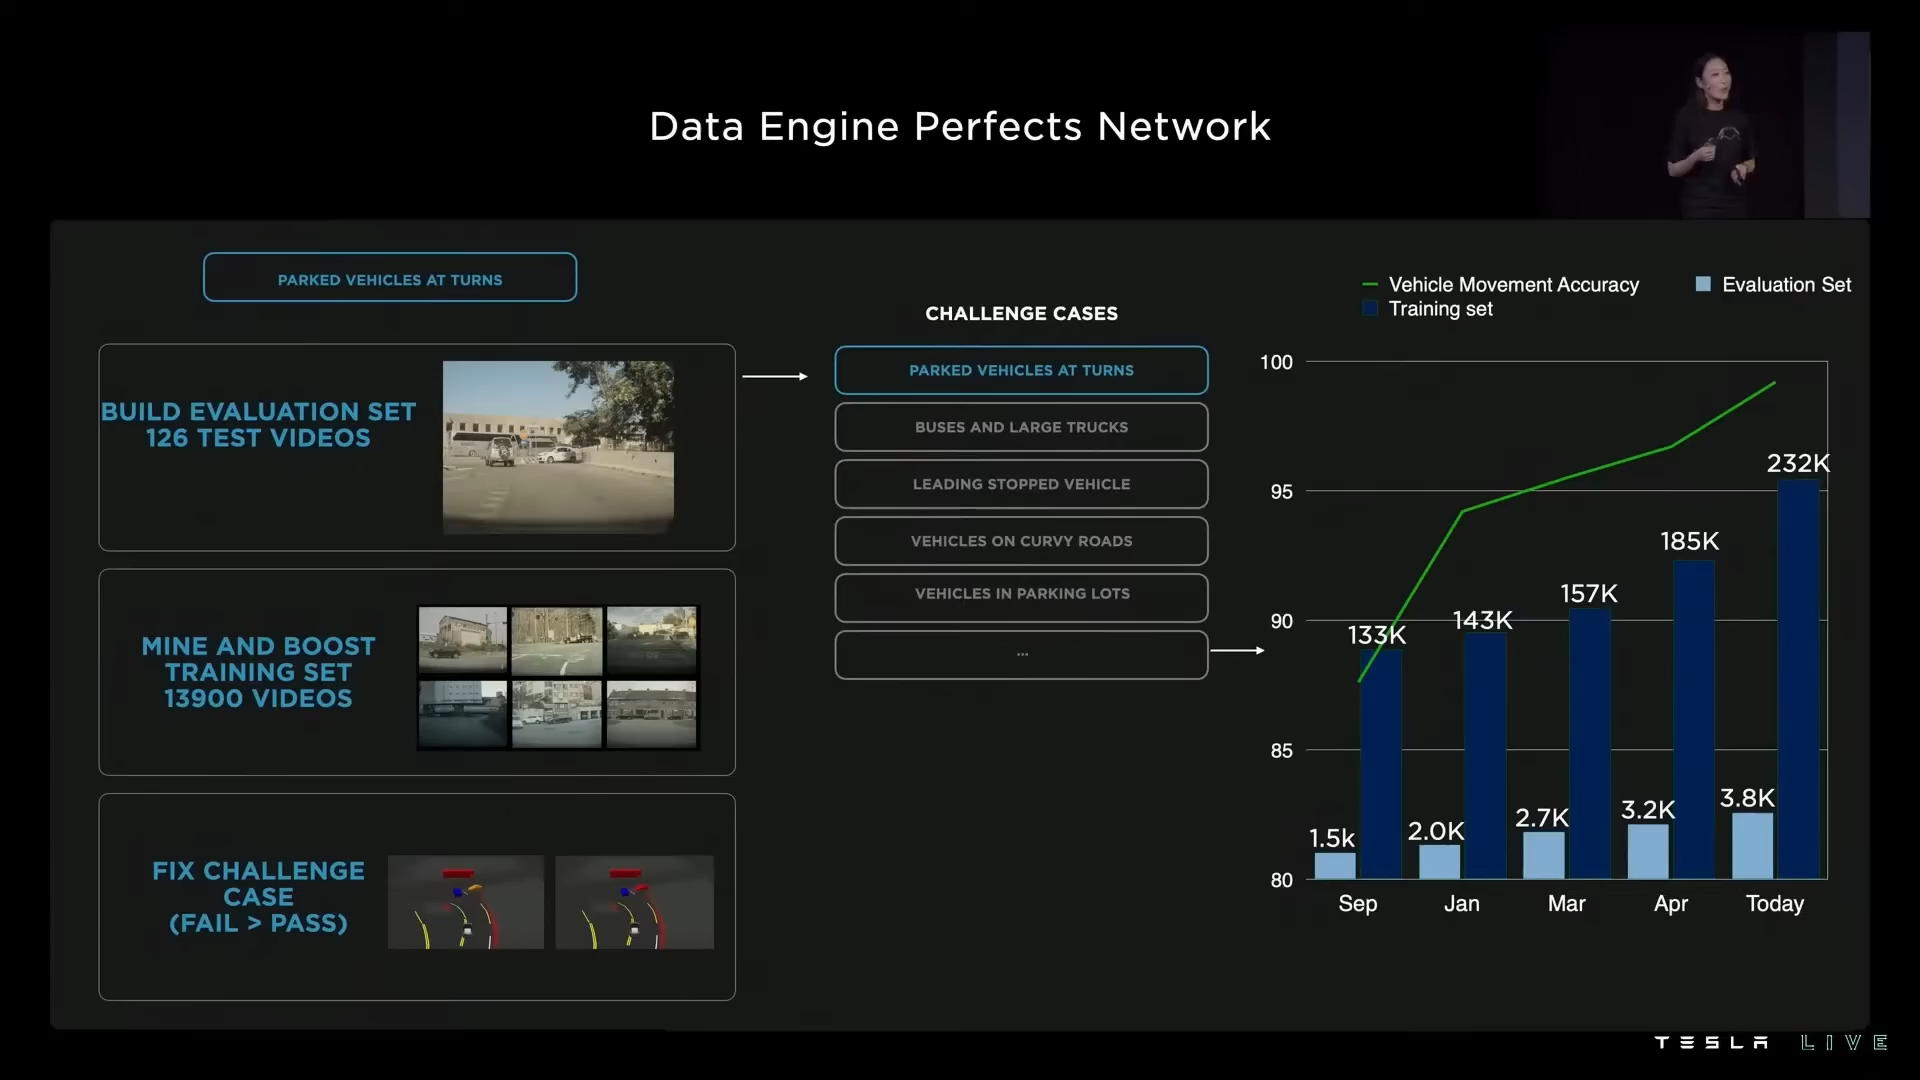 Data Engine Perfects Network
PARKED VEHICLES AT TURNS
BUILD EVALUATION SET
126 TEST VIDEOS
MINE AND BOOST
TRAINING SET
13900 VIDEOS
FIX CHALLENGE
CASE
(FAIL > PASS)
CHALLENGE CASES
PARKED VEHICLES AT TURNS
BUSES AND LARGE TRUCKS
LEADING STOPPED VEHICLE
VEHICLES ON CURVY ROADS
VEHICLES IN PARKING LOTS
...
Vehicle Movement Accuracy
Evaluation Set
Training set
100
95
90
85
80
133K
143K
157K
185K
232K
1.5k
2.0K
2.7K
3.2K
3.8K
Sep
Jan
Mar
Apr
Today
TESLA LIVE